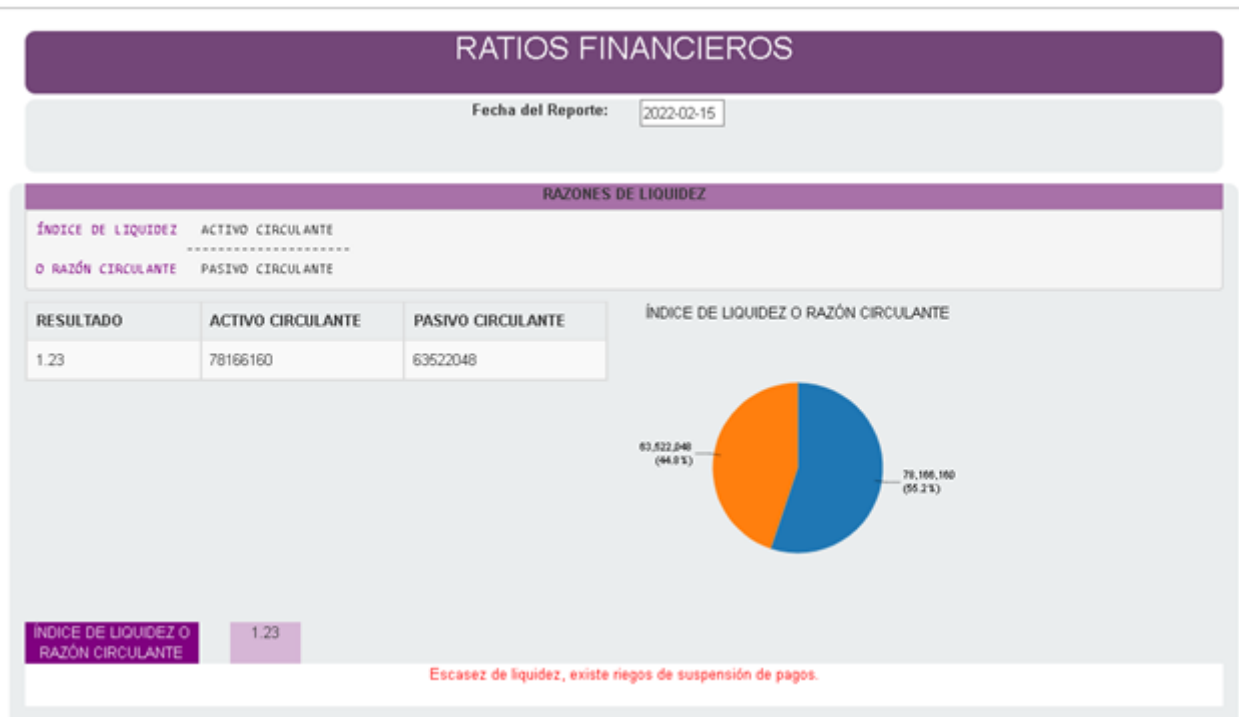 RATIOS FINANCIEROS
Fecha del Reporte: 2022-02-15
RAZONES DE LIQUIDEZ
ÍNDICE DE LIQUIDEZ ACTIVO CIRCULANTE
---------------------
O RAZÓN CIRCULANTE PASIVO CIRCULANTE
RESULTADO ACTIVO CIRCULANTE PASIVO CIRCULANTE
1.23 78166160 63522048
ÍNDICE DE LIQUIDEZ O RAZÓN CIRCULANTE
63,522,048
(44.8%)
78,166,160
(55.2%)
ÍNDICE DE LIQUIDEZ O
RAZÓN CIRCULANTE
1.23
Escasez de liquidez, existe riegos de suspensión de pagos.